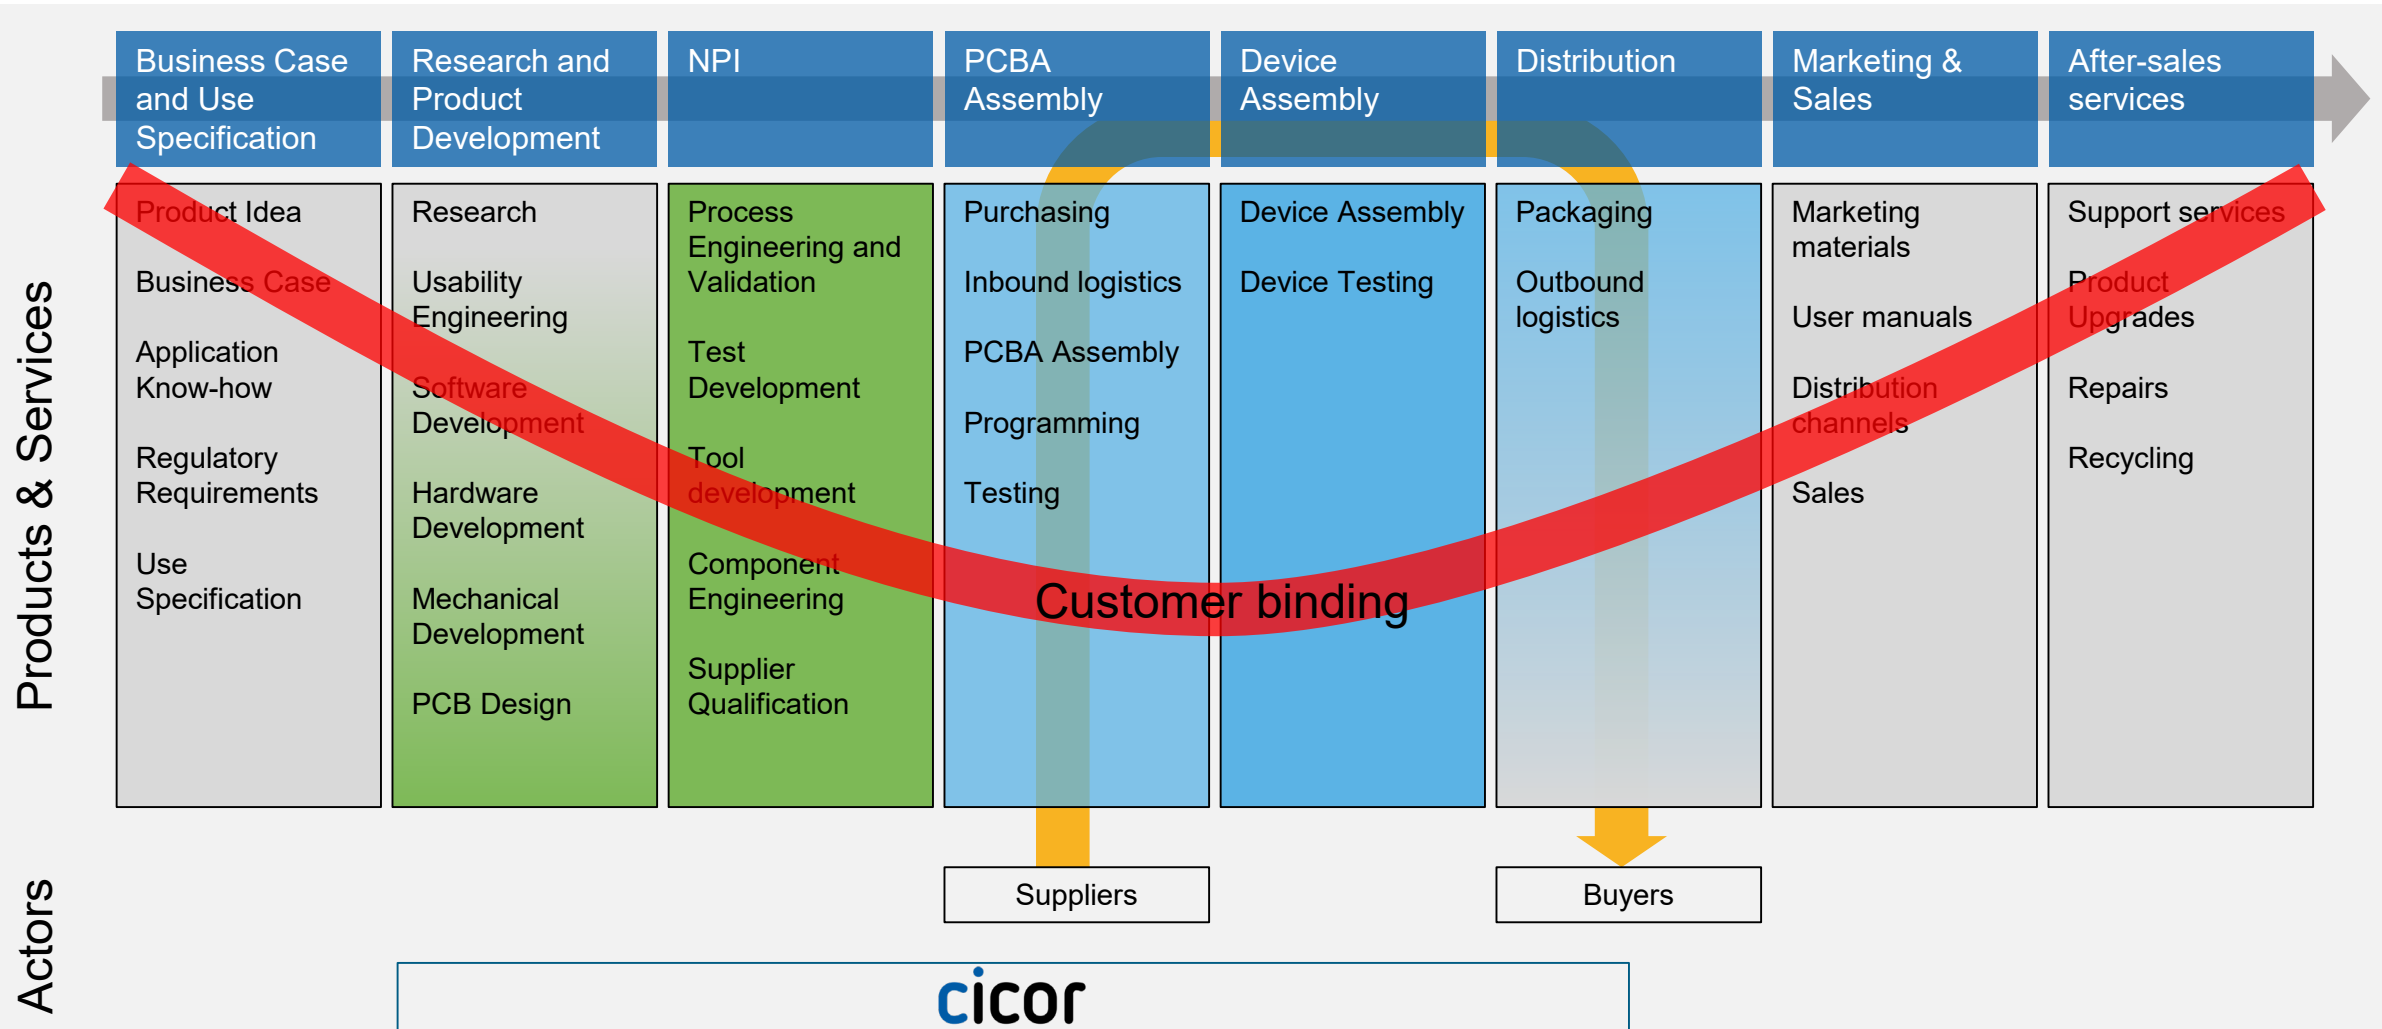 Business Case
and Use
Specification
Research and
Product
Development
NPI
PCBA
Assembly
Device
Assembly
Distribution
Marketing &
Sales
After-sales
services
Products & Services
Product Idea
Business Case
Application
Know-how
Regulatory
Requirements
Use
Specification
Research
Usability
Engineering
Software
Development
Hardware
Development
Mechanical
Development
PCB Design
Process
Engineering and
Validation
Test
Development
Tool
development
Component
Engineering
Supplier
Qualification
Purchasing
Inbound logistics
PCBA Assembly
Programming
Testing
Device Assembly
Device Testing
Packaging
Outbound
logistics
Marketing
materials
User manuals
Distribution
channels
Sales
Support services
Product
Upgrades
Repairs
Recycling
Customer binding
Actors
Suppliers
Buyers
cicor